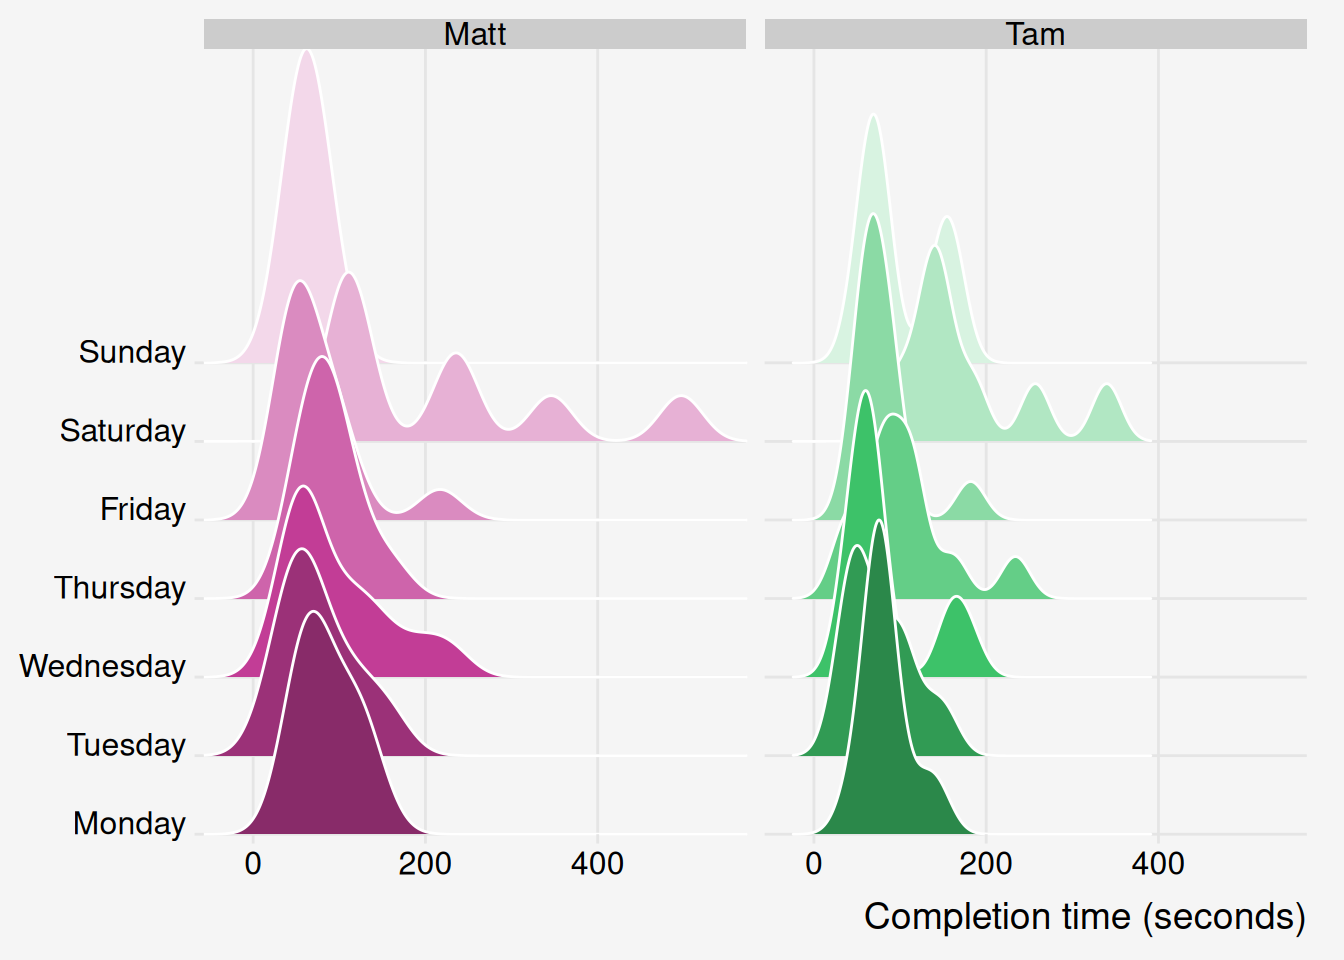 Matt
Tam
Sunday
Saturday
Friday
Thursday
Wednesday
Tuesday
Monday
0 200 400
0 200 400
Completion time (seconds)